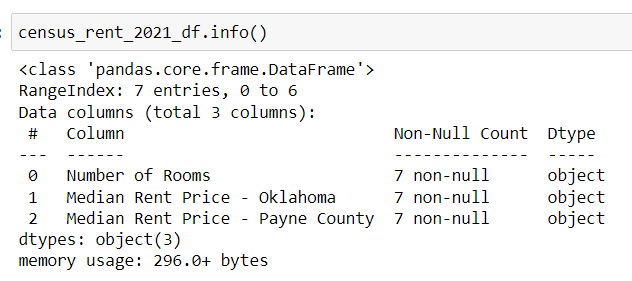 census_rent_2021_df.info()
<class 'pandas.core.frame.DataFrame'>
RangeIndex: 7 entries, 0 to 6
Data columns (total 3 columns):
 #   Column                              Non-Null Count  Dtype
---  ------                              --------------  -----
 0   Number of Rooms                     7 non-null      object
 1   Median Rent Price - Oklahoma        7 non-null      object
 2   Median Rent Price - Payne County    7 non-null      object
dtypes: object(3)
memory usage: 296.0+ bytes